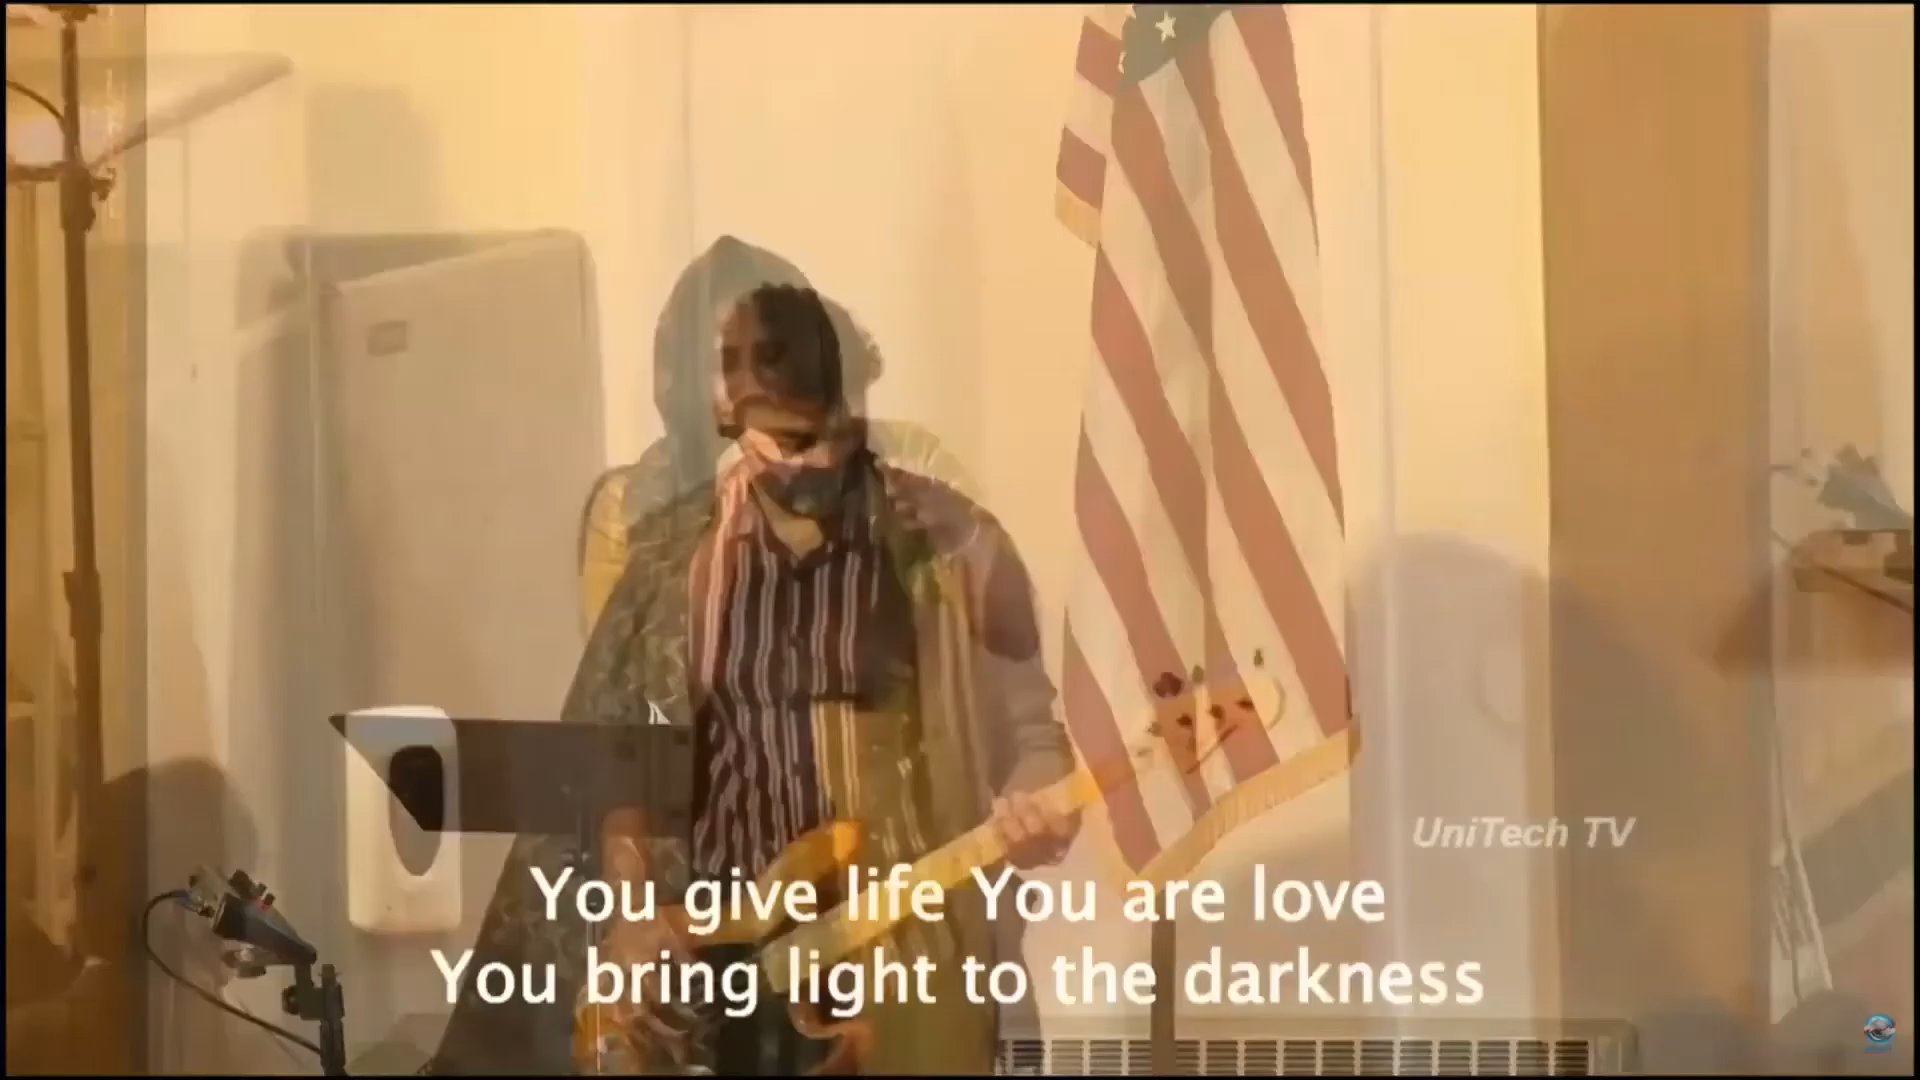 UniTech TV
You give life You are love
You bring light to the darkness